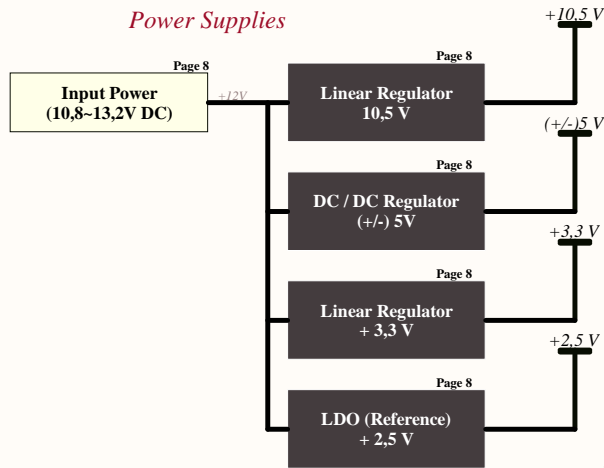 Power Supplies
+10,5 V
Page 8
Page 8
Input Power
(10,8~13,2V DC)
+12V
Linear Regulator
10,5 V
(+/-)5 V
Page 8
DC / DC Regulator
(+/-) 5V
+3,3 V
Page 8
Linear Regulator
+ 3,3 V
+2,5 V
Page 8
LDO (Reference)
+ 2,5 V